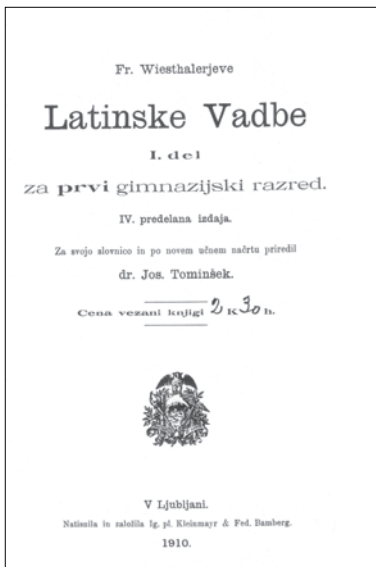 Fr. Wiesthalerjeve
Latinske Vadbe
I. del
za prvi gimnazijski razred.
IV. predelana izdaja.
Za svojo slovnico in po novem učnem načrtu priredil
dr. Jos. Tominšek.
Cena vezani knjigi 2 K 30 h.
V Ljubljani.
Natisnila in založila Ig. pl. Kleinmayr & Fed. Bamberg.
1910.